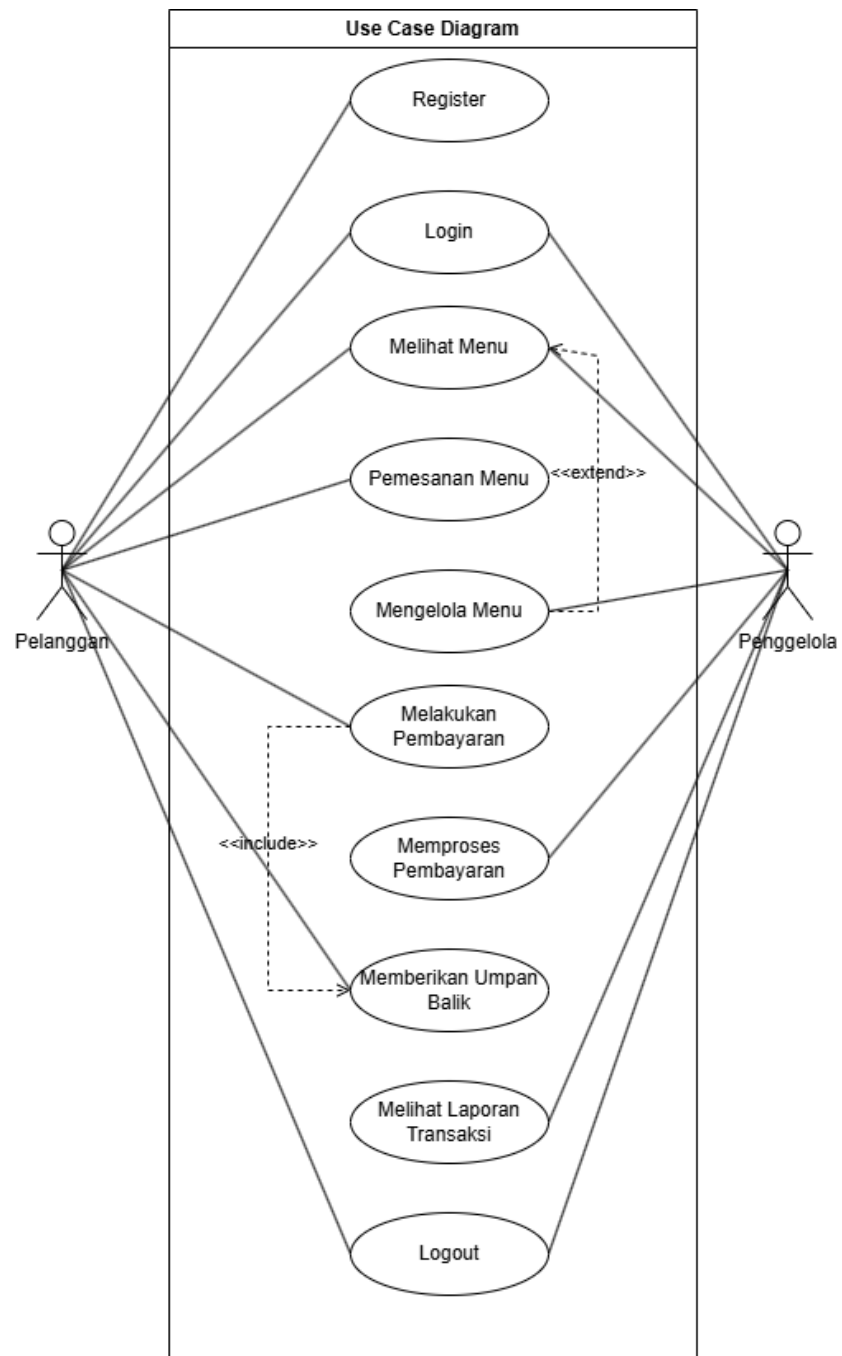 Use Case Diagram
Register
Login
Melihat Menu
Pemesanan Menu
<<extend>>
Mengelola Menu
Pelanggan
Penggelola
Melakukan
Pembayaran
<<include>>
Memproses
Pembayaran
Memberikan Umpan
Balik
Melihat Laporan
Transaksi
Logout